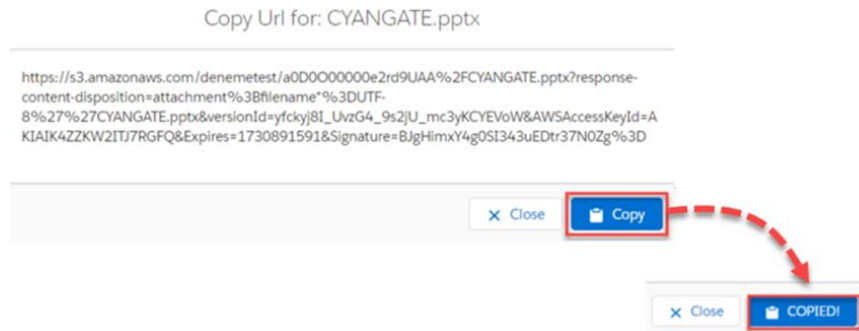 Copy Url for: CYANGATE.pptx
https://s3.amazonaws.com/denemetest/a0D0O00000e2rd9UAA%2FCYANGATE.pptx?response-
content-disposition=attachment%3Bfilename*%3DUTF-
8%27%27CYANGATE.pptx&versionId=yfckyj8I_UvzG4_9s2jU_mc3yKCYEVoW&AWSAccessKeyId=A
KIAIK4ZZKW2ITJ7RGFQ&Expires=1730891591&Signature=BJgHimxY4g0SI343uEDtr37N0Zg%3D
Close Copy
Close COPIED!